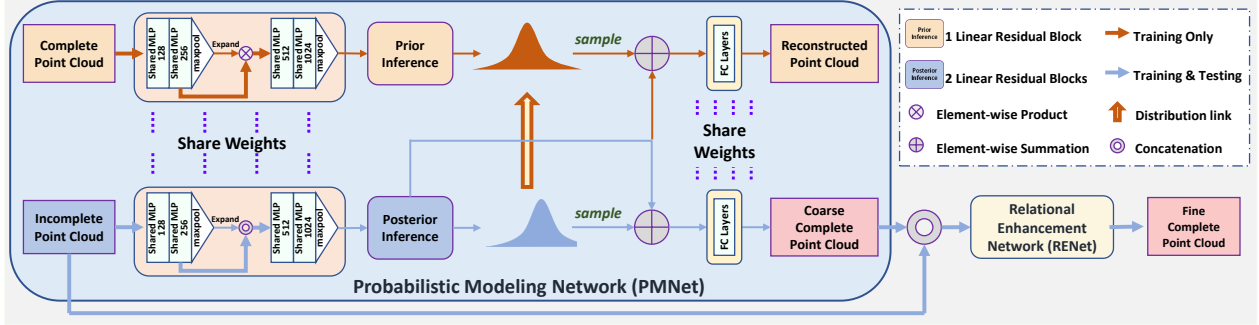 Complete
Point Cloud
Shared MLP
128
Shared MLP
256
maxpool
Expand
Shared MLP
512
Shared MLP
1024
maxpool
Prior
Inference
sample
FC Layers
Reconstructed
Point Cloud
Share Weights
Share
Weights
Incomplete
Point Cloud
Shared MLP
128
Shared MLP
256
maxpool
Expand
Shared MLP
512
Shared MLP
1024
maxpool
Posterior
Inference
sample
FC Layers
Coarse
Complete
Point Cloud
Probabilistic Modeling Network (PMNet)
Prior
Inference
1 Linear Residual Block
Training Only
Posterior
Inference
2 Linear Residual Blocks
Training & Testing
Element-wise Product
Distribution link
Element-wise Summation
Concatenation
Relational
Enhancement
Network (RENet)
Fine
Complete
Point Cloud